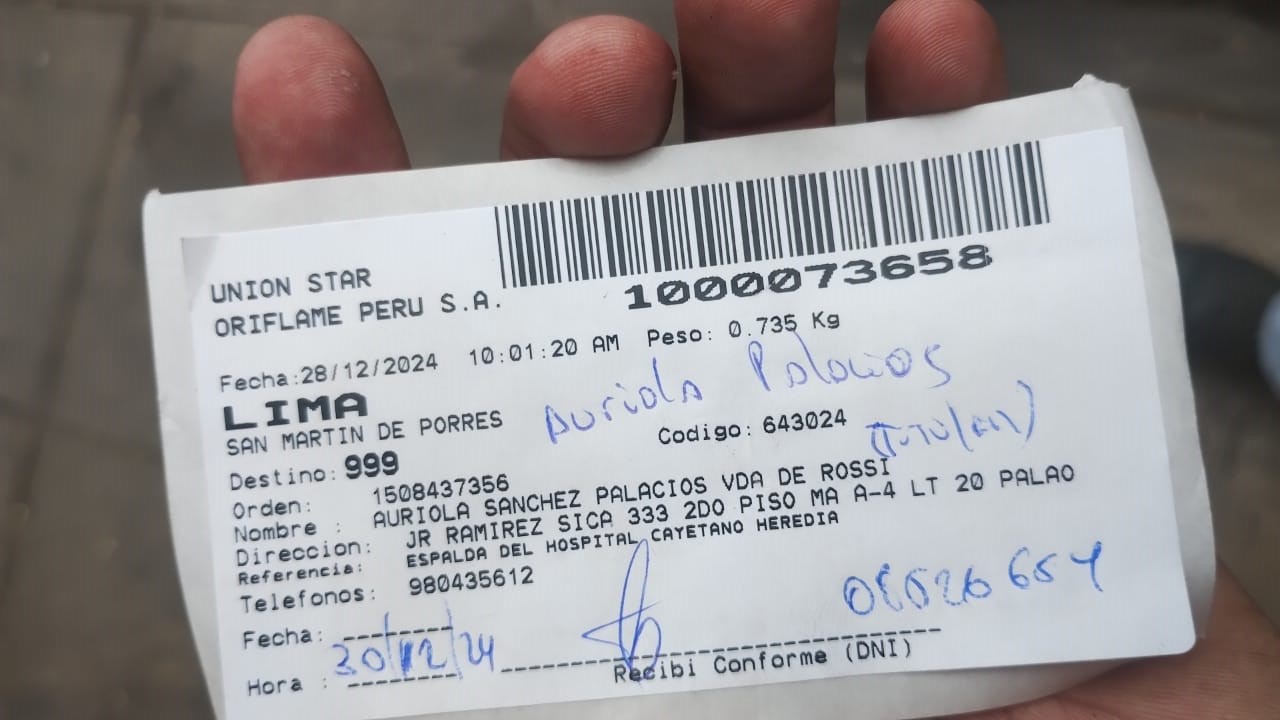 UNION STAR
ORIFLAME PERU S.A.
1000073658
Fecha:28/12/2024 10:01:20 AM Peso: 0.735 Kg
LIMA
SAN MARTIN DE PORRES
Auriola Palacios
Codigo: 643024
(Titular)
Destino: 999
Orden: 1508437356
Nombre : AURIOLA SANCHEZ PALACIOS VDA DE ROSSI
Direccion: JR RAMIREZ SICA 333 2DO PISO MA A-4 LT 20 PALAO
Referencia: ESPALDA DEL HOSPITAL CAYETANO HEREDIA
Telefonos: 980435612
Fecha: 30/12/24
Hora :
Recibi Conforme (DNI)